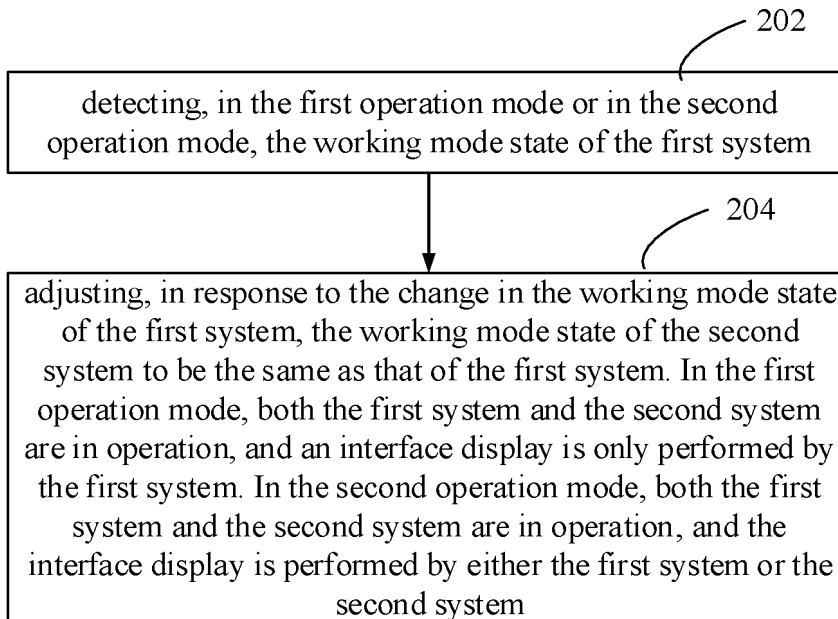 202
detecting, in the first operation mode or in the second
operation mode, the working mode state of the first system
204
adjusting, in response to the change in the working mode state
of the first system, the working mode state of the second
system to be the same as that of the first system. In the first
operation mode, both the first system and the second system
are in operation, and an interface display is only performed by
the first system. In the second operation mode, both the first
system and the second system are in operation, and the
interface display is performed by either the first system or the
second system